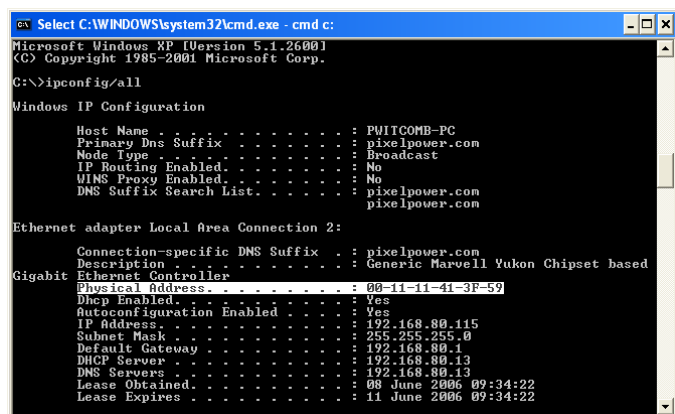 Select C:\WINDOWS\system32\cmd.exe - cmd c:
Microsoft Windows XP [Version 5.1.2600]
(C) Copyright 1985-2001 Microsoft Corp.
C:\>ipconfig/all
Windows IP Configuration
Host Name . . . . . . . . . . . . : PWITCOMB-PC
Primary Dns Suffix . . . . . . . : pixelpower.com
Node Type . . . . . . . . . . . . : Broadcast
IP Routing Enabled. . . . . . . . : No
WINS Proxy Enabled. . . . . . . . : No
DNS Suffix Search List. . . . . . : pixelpower.com
pixelpower.com
Ethernet adapter Local Area Connection 2:
Connection-specific DNS Suffix . : pixelpower.com
Description . . . . . . . . . . . : Generic Marvell Yukon Chipset based
Gigabit Ethernet Controller
Physical Address. . . . . . . . . : 00-11-11-41-3F-59
Dhcp Enabled. . . . . . . . . . . : Yes
Autoconfiguration Enabled . . . . : Yes
IP Address. . . . . . . . . . . . : 192.168.80.115
Subnet Mask . . . . . . . . . . . : 255.255.255.0
Default Gateway . . . . . . . . . : 192.168.80.1
DHCP Server . . . . . . . . . . . : 192.168.80.13
DNS Servers . . . . . . . . . . . : 192.168.80.13
Lease Obtained. . . . . . . . . . : 08 June 2006 09:34:22
Lease Expires . . . . . . . . . . : 11 June 2006 09:34:22